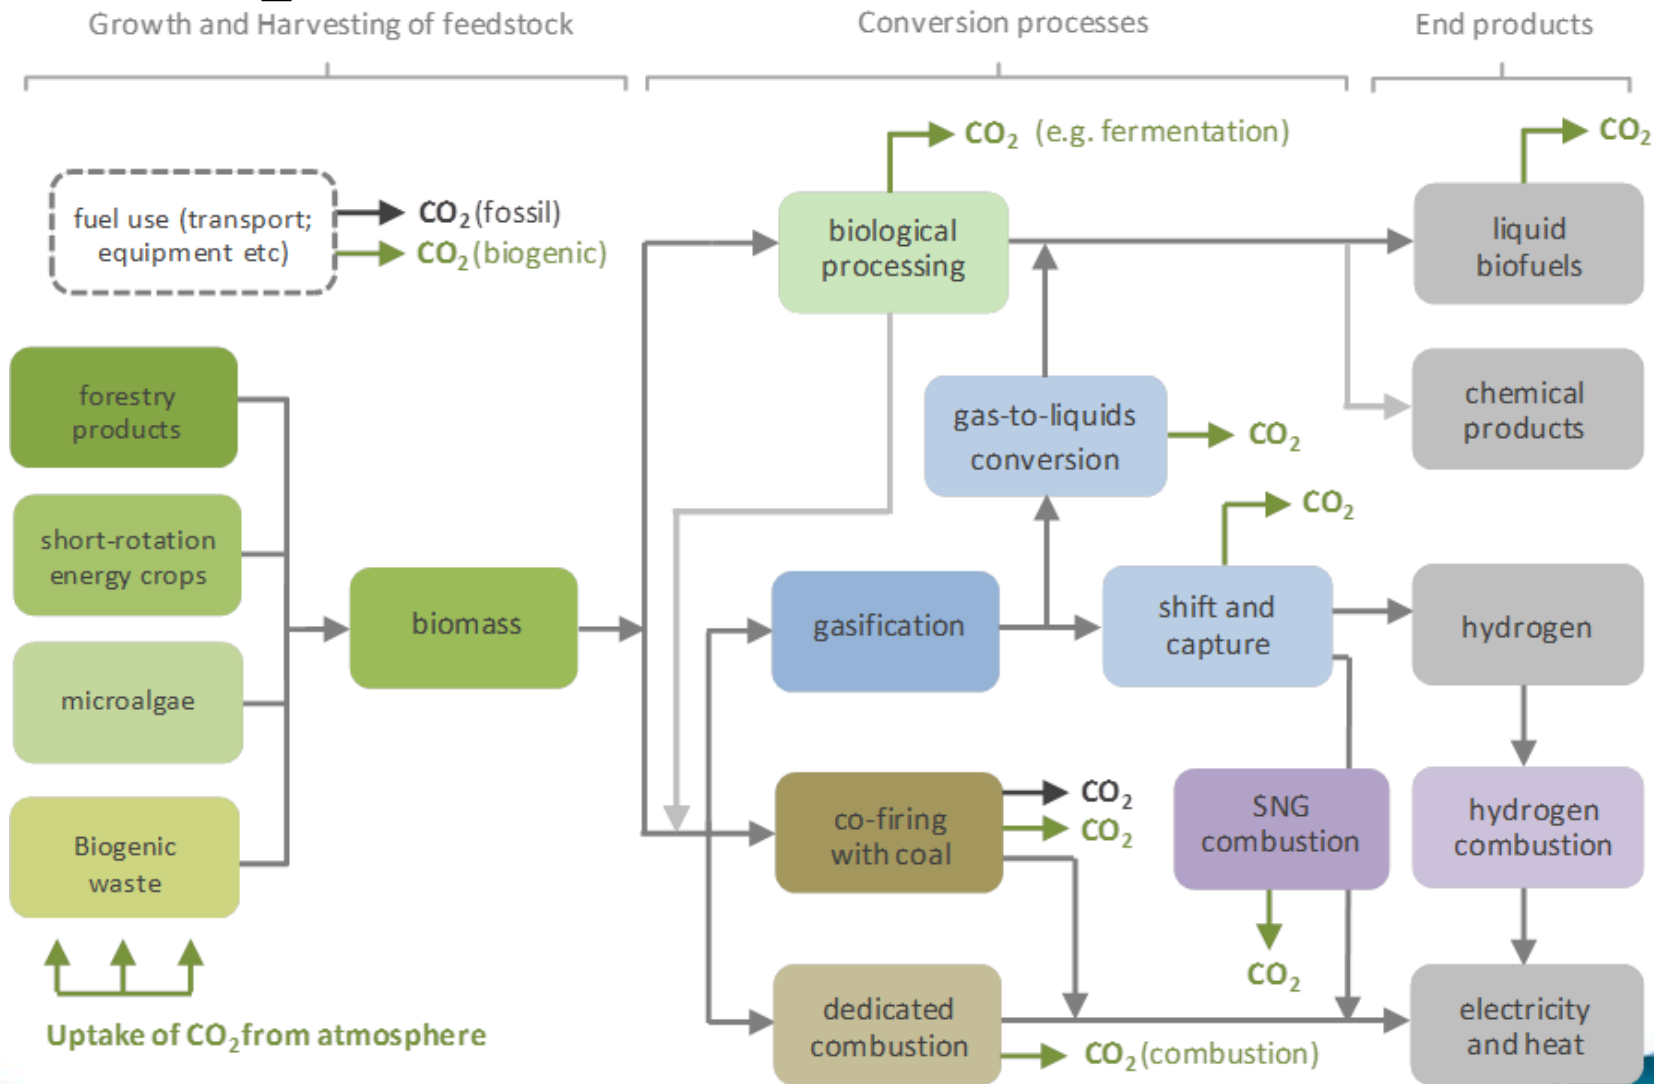 Growth and Harvesting of feedstock
Conversion processes
End products
CO₂ (e.g. fermentation)
CO₂
fuel use (transport;
equipment etc)
CO₂ (fossil)
CO₂ (biogenic)
biological
processing
liquid
biofuels
forestry
products
gas-to-liquids
conversion
CO₂
chemical
products
short-rotation
energy crops
CO₂
biomass
gasification
shift and
capture
hydrogen
microalgae
co-firing
with coal
CO₂
CO₂
SNG
combustion
hydrogen
combustion
Biogenic
waste
CO₂
dedicated
combustion
CO₂ (combustion)
electricity
and heat
Uptake of CO₂ from atmosphere